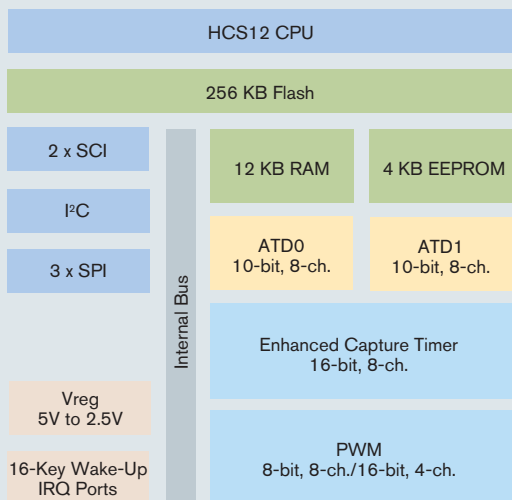 HCS12 CPU
256 KB Flash
2 x SCI
I²C
3 x SPI
Vreg
5V to 2.5V
16-Key Wake-Up
IRQ Ports
Internal Bus
12 KB RAM
4 KB EEPROM
ATD0
10-bit, 8-ch.
ATD1
10-bit, 8-ch.
Enhanced Capture Timer
16-bit, 8-ch.
PWM
8-bit, 8-ch./16-bit, 4-ch.